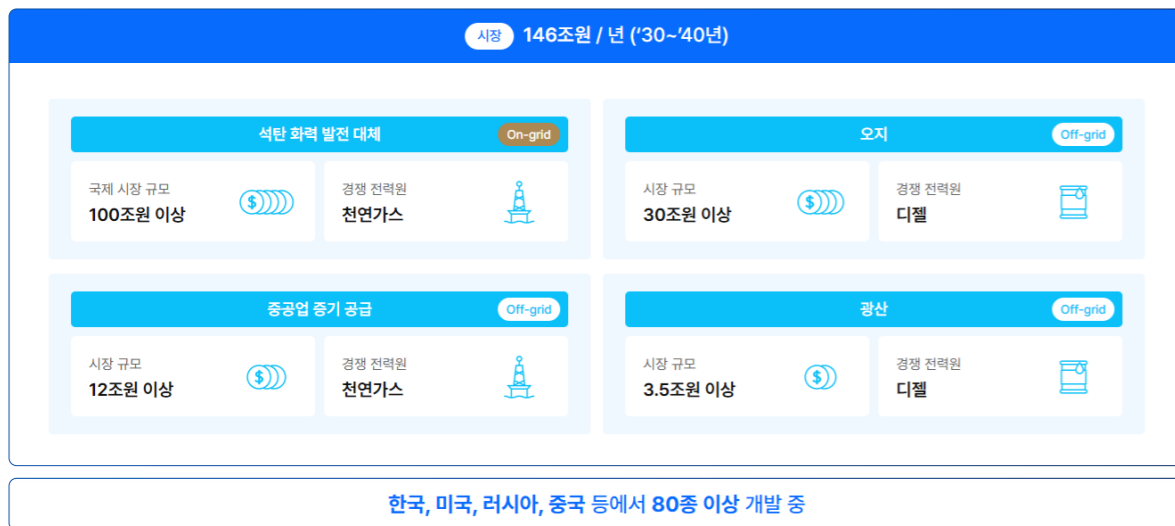 시장 146조원 / 년 ('30~'40년)
석탄 화력 발전 대체 On-grid
국제 시장 규모
100조원 이상
경쟁 전력원
천연가스
오지 Off-grid
시장 규모
30조원 이상
경쟁 전력원
디젤
중공업 증기 공급 Off-grid
시장 규모
12조원 이상
경쟁 전력원
천연가스
광산 Off-grid
시장 규모
3.5조원 이상
경쟁 전력원
디젤
한국, 미국, 러시아, 중국 등에서 80종 이상 개발 중